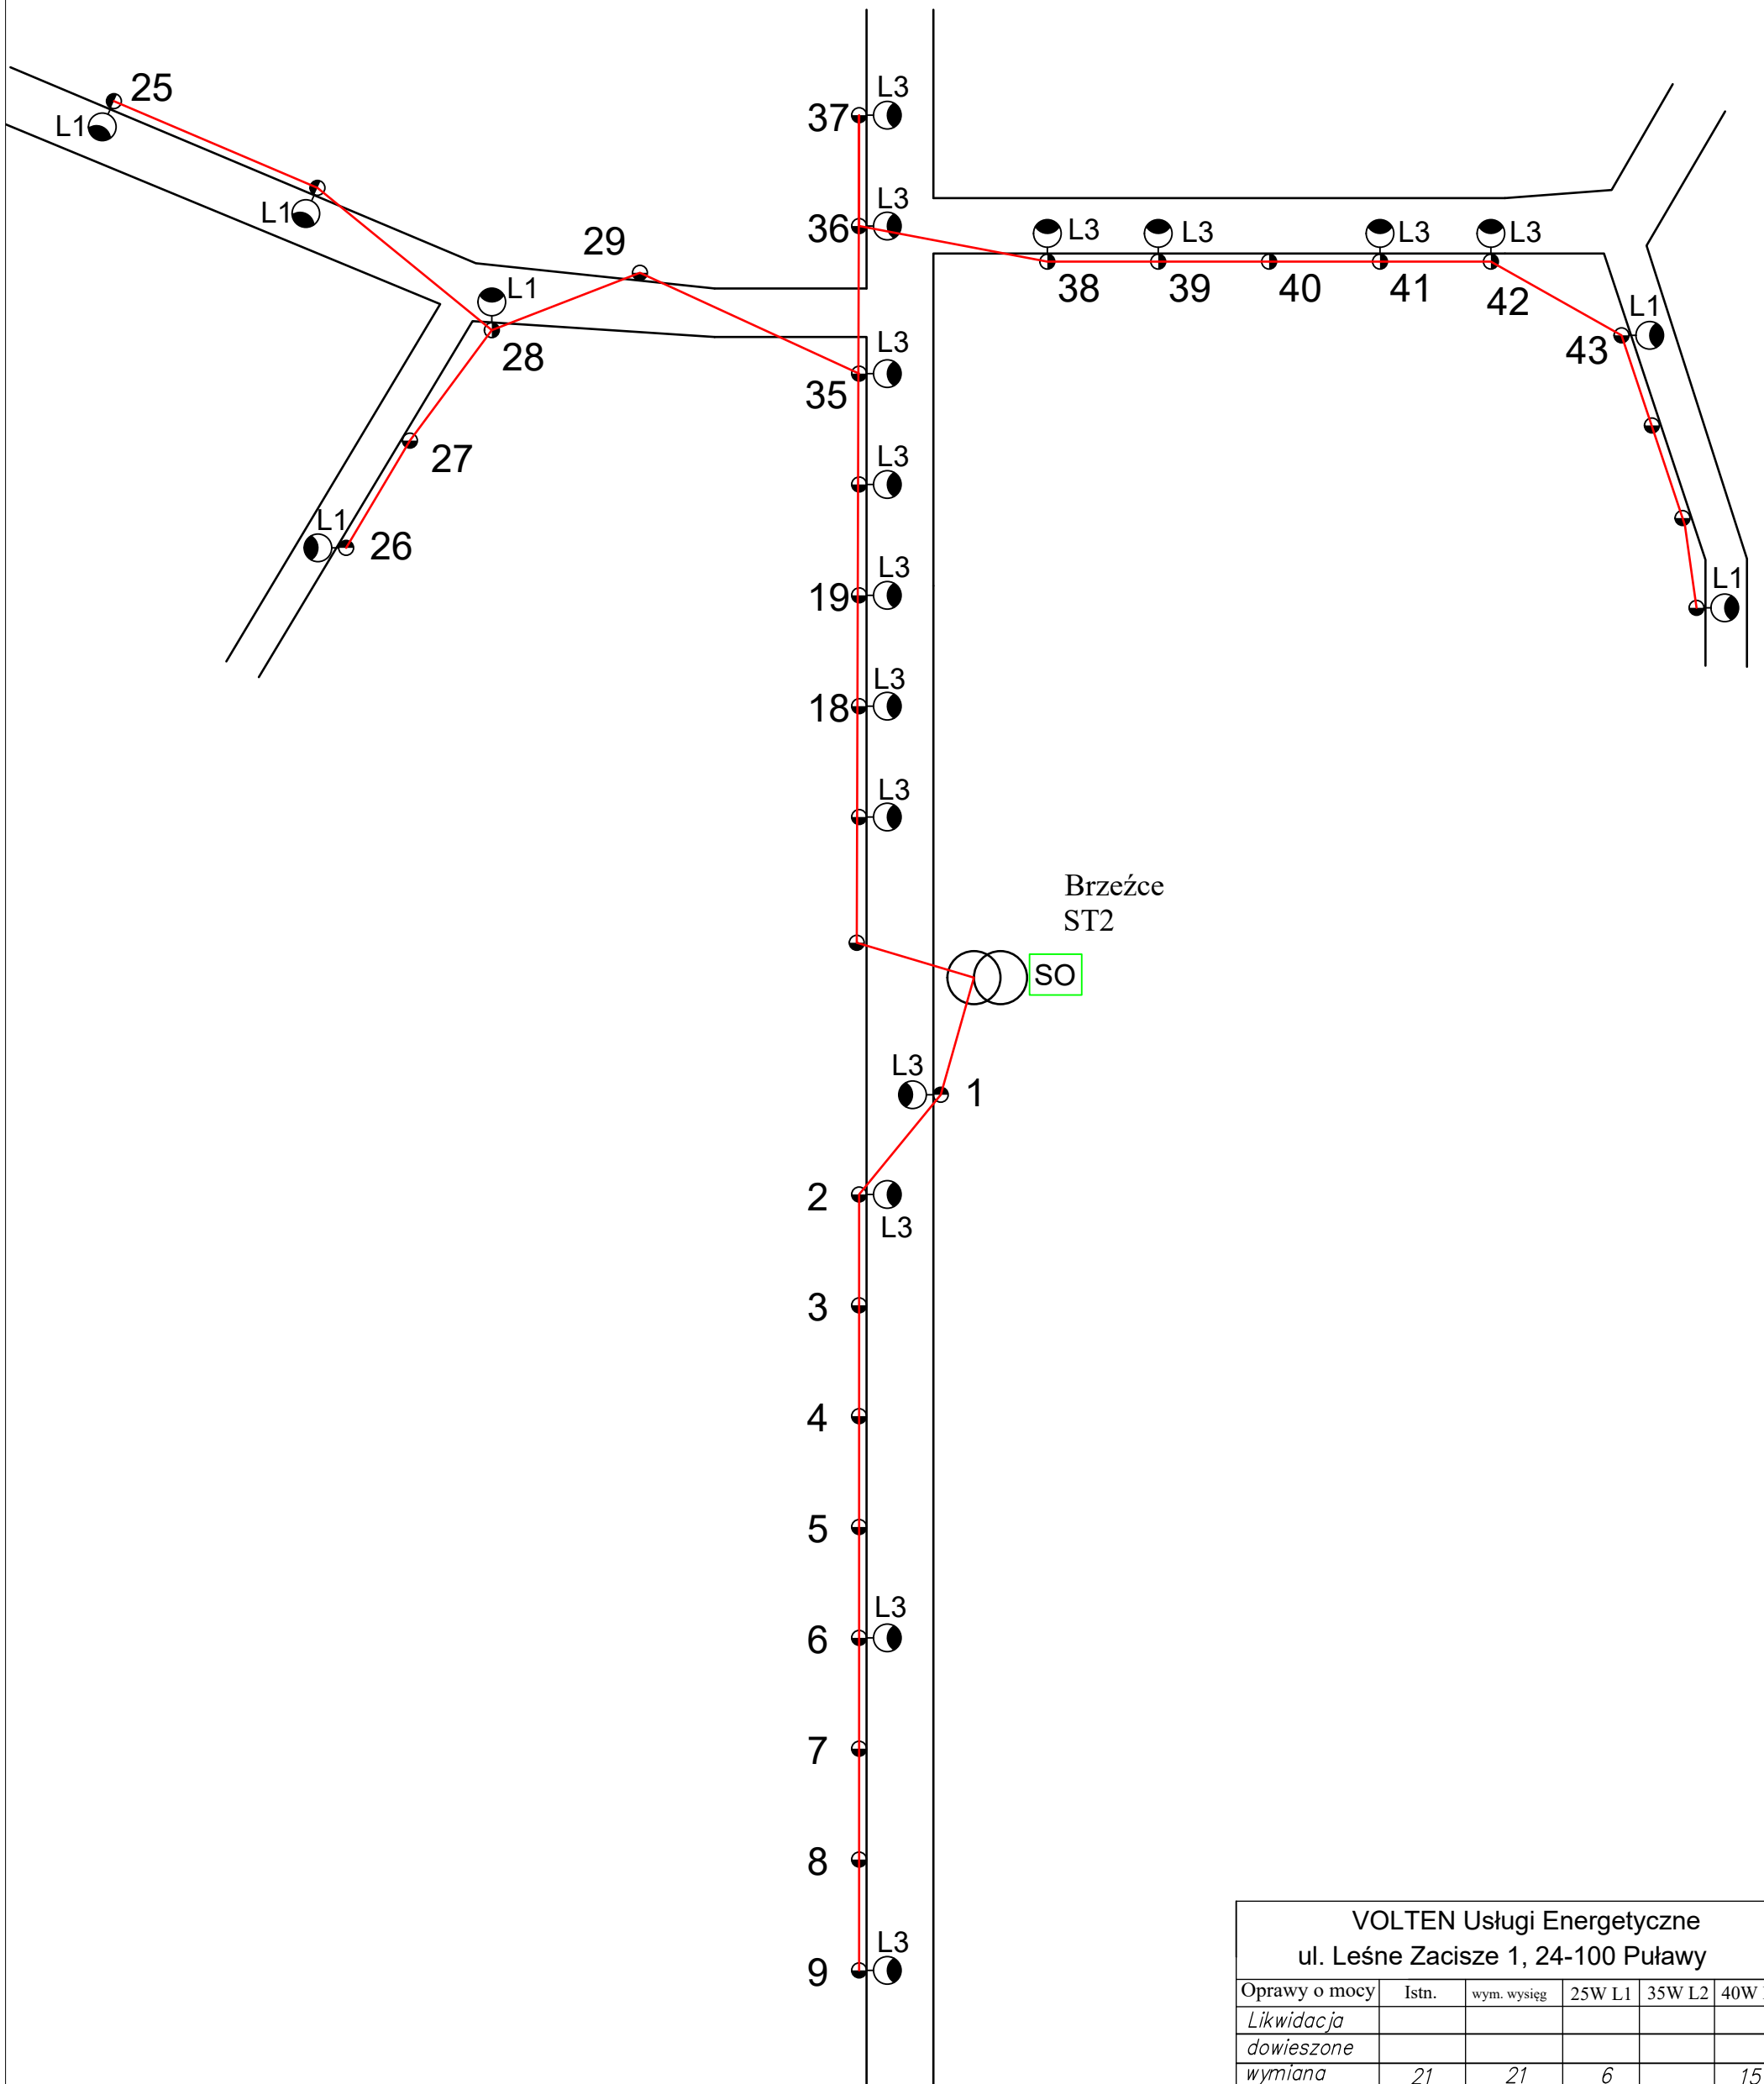 25
L1
L1
29
L1
28
27
L1
26
L3
37
L3
36
L3
L3
L3
L3
38
39
40
41
42
L1
43
L1
L3
35
L3
L3
19
L3
18
L3
Brzeźce
ST2
SO
L3
1
2
L3
3
4
5
L3
6
7
8
L3
9
VOLTEN Usługi Energetyczne
ul. Leśne Zacisze 1, 24-100 Puławy
Oprawy o mocy Istn. wym. wysięg 25W L1 35W L2 40W
Likwidacja
dowieszone
wymiana 21 21 6 15